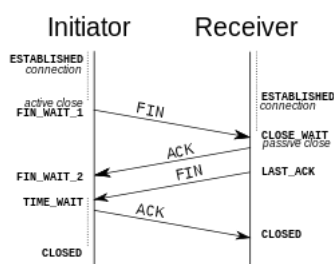 Initiator
Receiver
ESTABLISHED
connection
active close
FIN_WAIT_1
FIN
ESTABLISHED
connection
CLOSE_WAIT
passive close
ACK
FIN
LAST_ACK
FIN_WAIT_2
TIME_WAIT
ACK
CLOSED
CLOSED